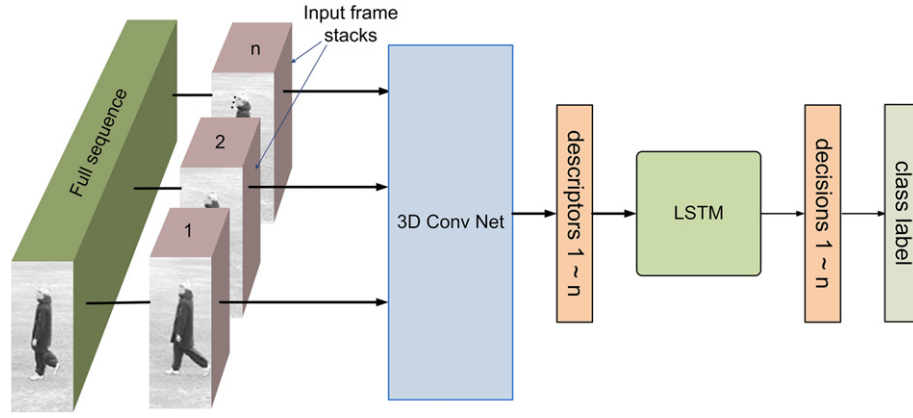 Full sequence
n
2
1
Input frame
stacks
3D Conv Net
descriptors 1 ~ n
LSTM
decisions 1 ~ n
class label